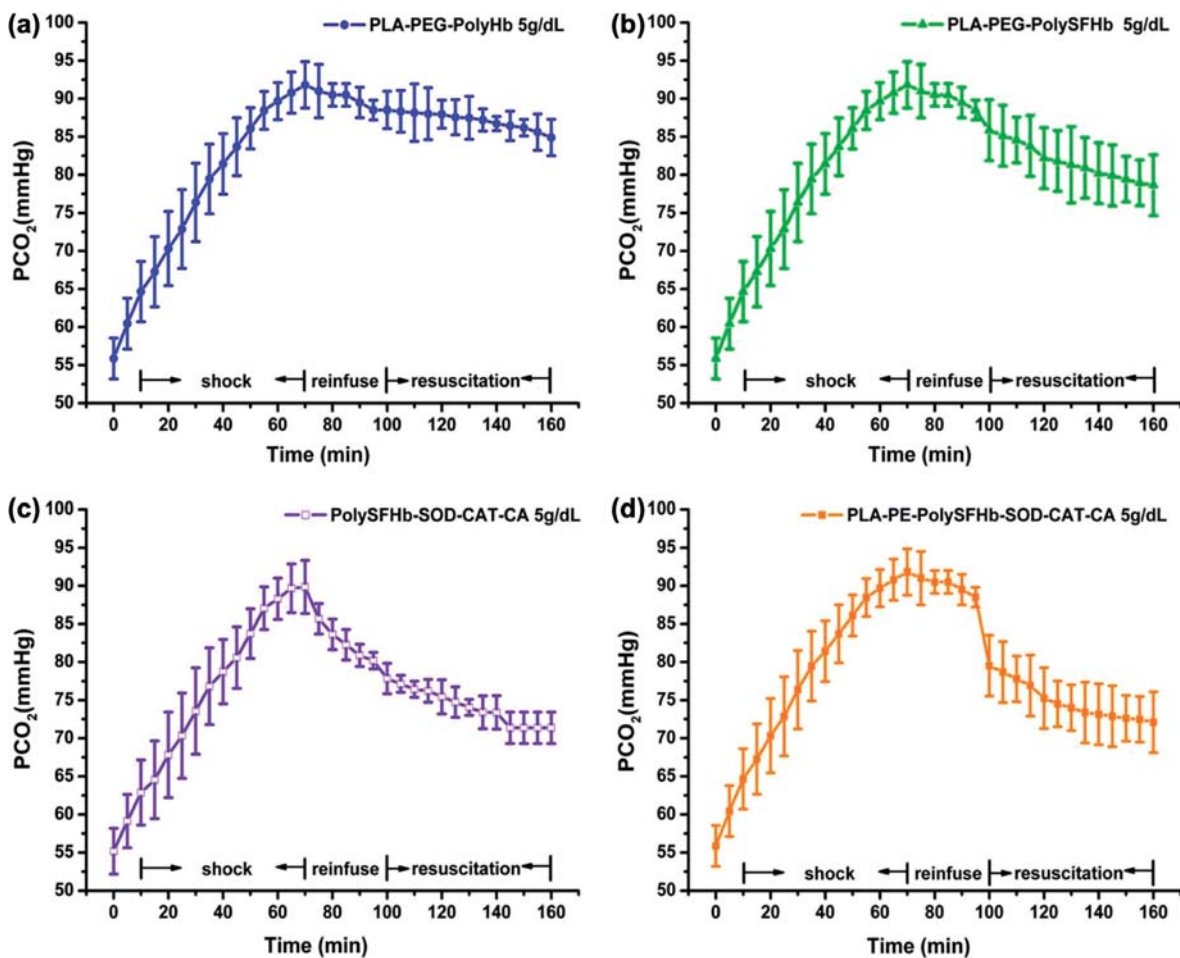 (a)
PLA-PEG-PolyHb 5g/dL
PCO₂(mmHg)
100
95
90
85
80
75
70
65
60
55
50
shock
reinfuse
resuscitation
0 20 40 60 80 100 120 140 160
Time (min)
(b)
PLA-PEG-PolySFHb 5g/dL
PCO₂(mmHg)
100
95
90
85
80
75
70
65
60
55
50
shock
reinfuse
resuscitation
0 20 40 60 80 100 120 140 160
Time (min)
(c)
PolySFHb-SOD-CAT-CA 5g/dL
PCO₂(mmHg)
100
95
90
85
80
75
70
65
60
55
50
shock
reinfuse
resuscitation
0 20 40 60 80 100 120 140 160
Time (min)
(d)
PLA-PE-PolySFHb-SOD-CAT-CA 5g/dL
PCO₂(mmHg)
100
95
90
85
80
75
70
65
60
55
50
shock
reinfuse
resuscitation
0 20 40 60 80 100 120 140 160
Time (min)